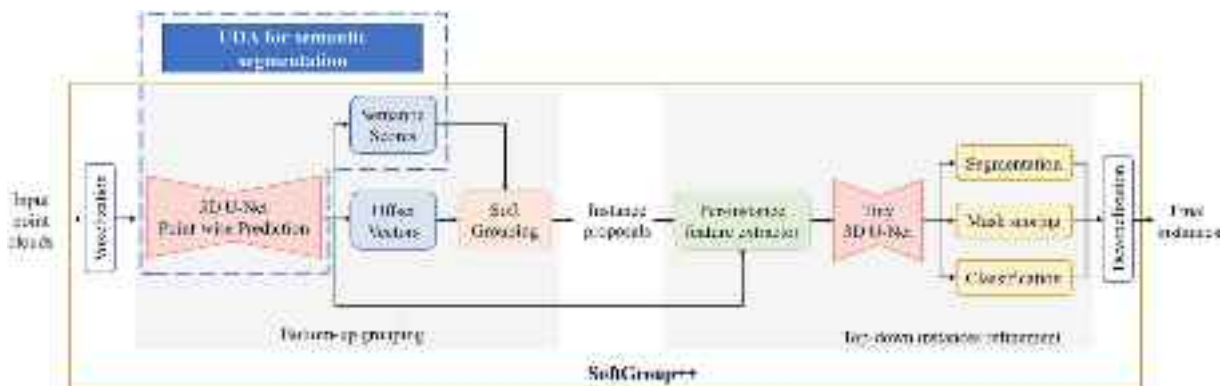 UDA for semantic
segmentation
Semantic
Scores
Input
point
clouds
Voxelization
3D U-Net
Point-wise Prediction
Offset
Vectors
Soft
Grouping
Instance
proposals
Per-instance
feature extractor
Tiny
3D U-Net
Segmentation
Mask scoring
Classification
Devoxelization
Final
instances
Bottom-up grouping
Top-down instances refinement
SoftGroup++